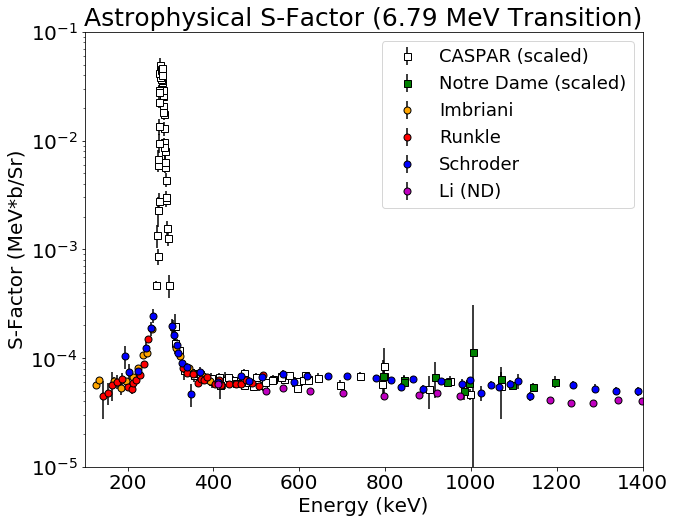 Astrophysical S-Factor (6.79 MeV Transition)
10⁻¹
10⁻²
10⁻³
10⁻⁴
10⁻⁵
S-Factor (MeV*b/Sr)
CASPAR (scaled)
Notre Dame (scaled)
Imbriani
Runkle
Schroder
Li (ND)
200 400 600 800 1000 1200 1400
Energy (keV)